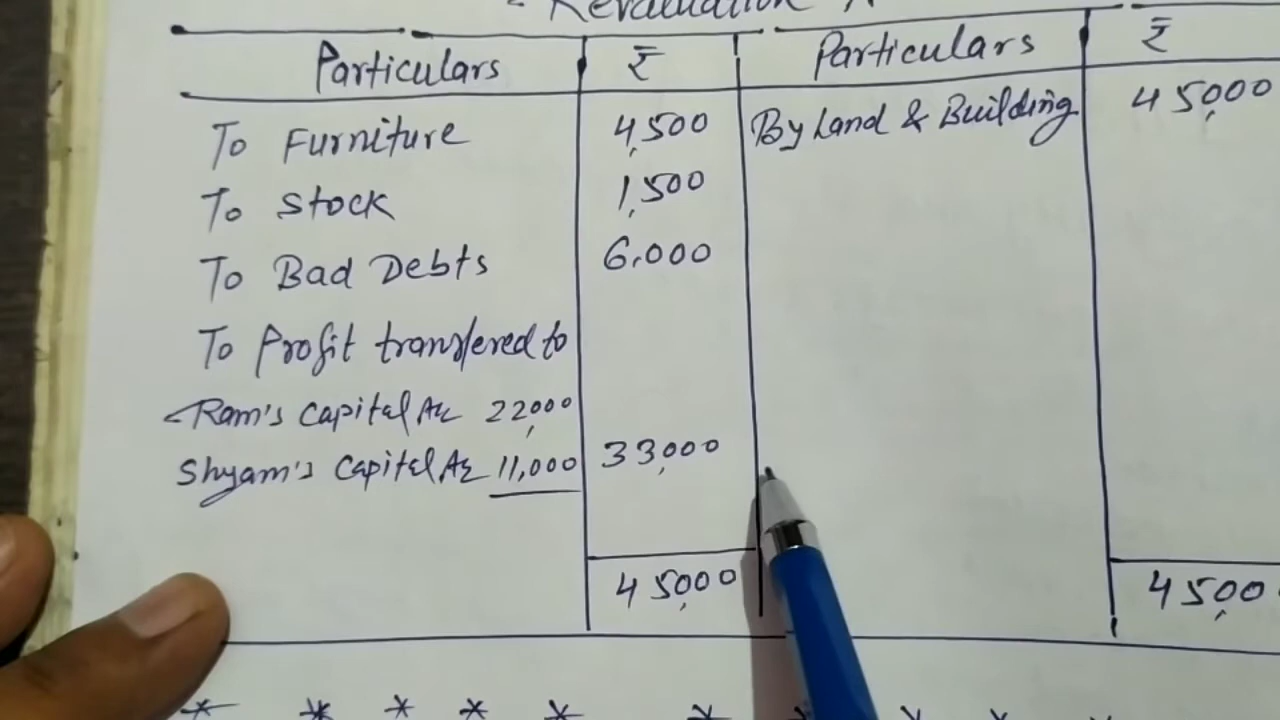 Revaluation A
Particulars ₹ Particulars ₹
To Furniture 4,500 By Land & Building 45,000
To Stock 1,500
To Bad Debts 6,000
To Profit transfered to
Ram's Capital A/c 22,000
Shyam's Capital A/c 11,000 33,000
45,000 45,00